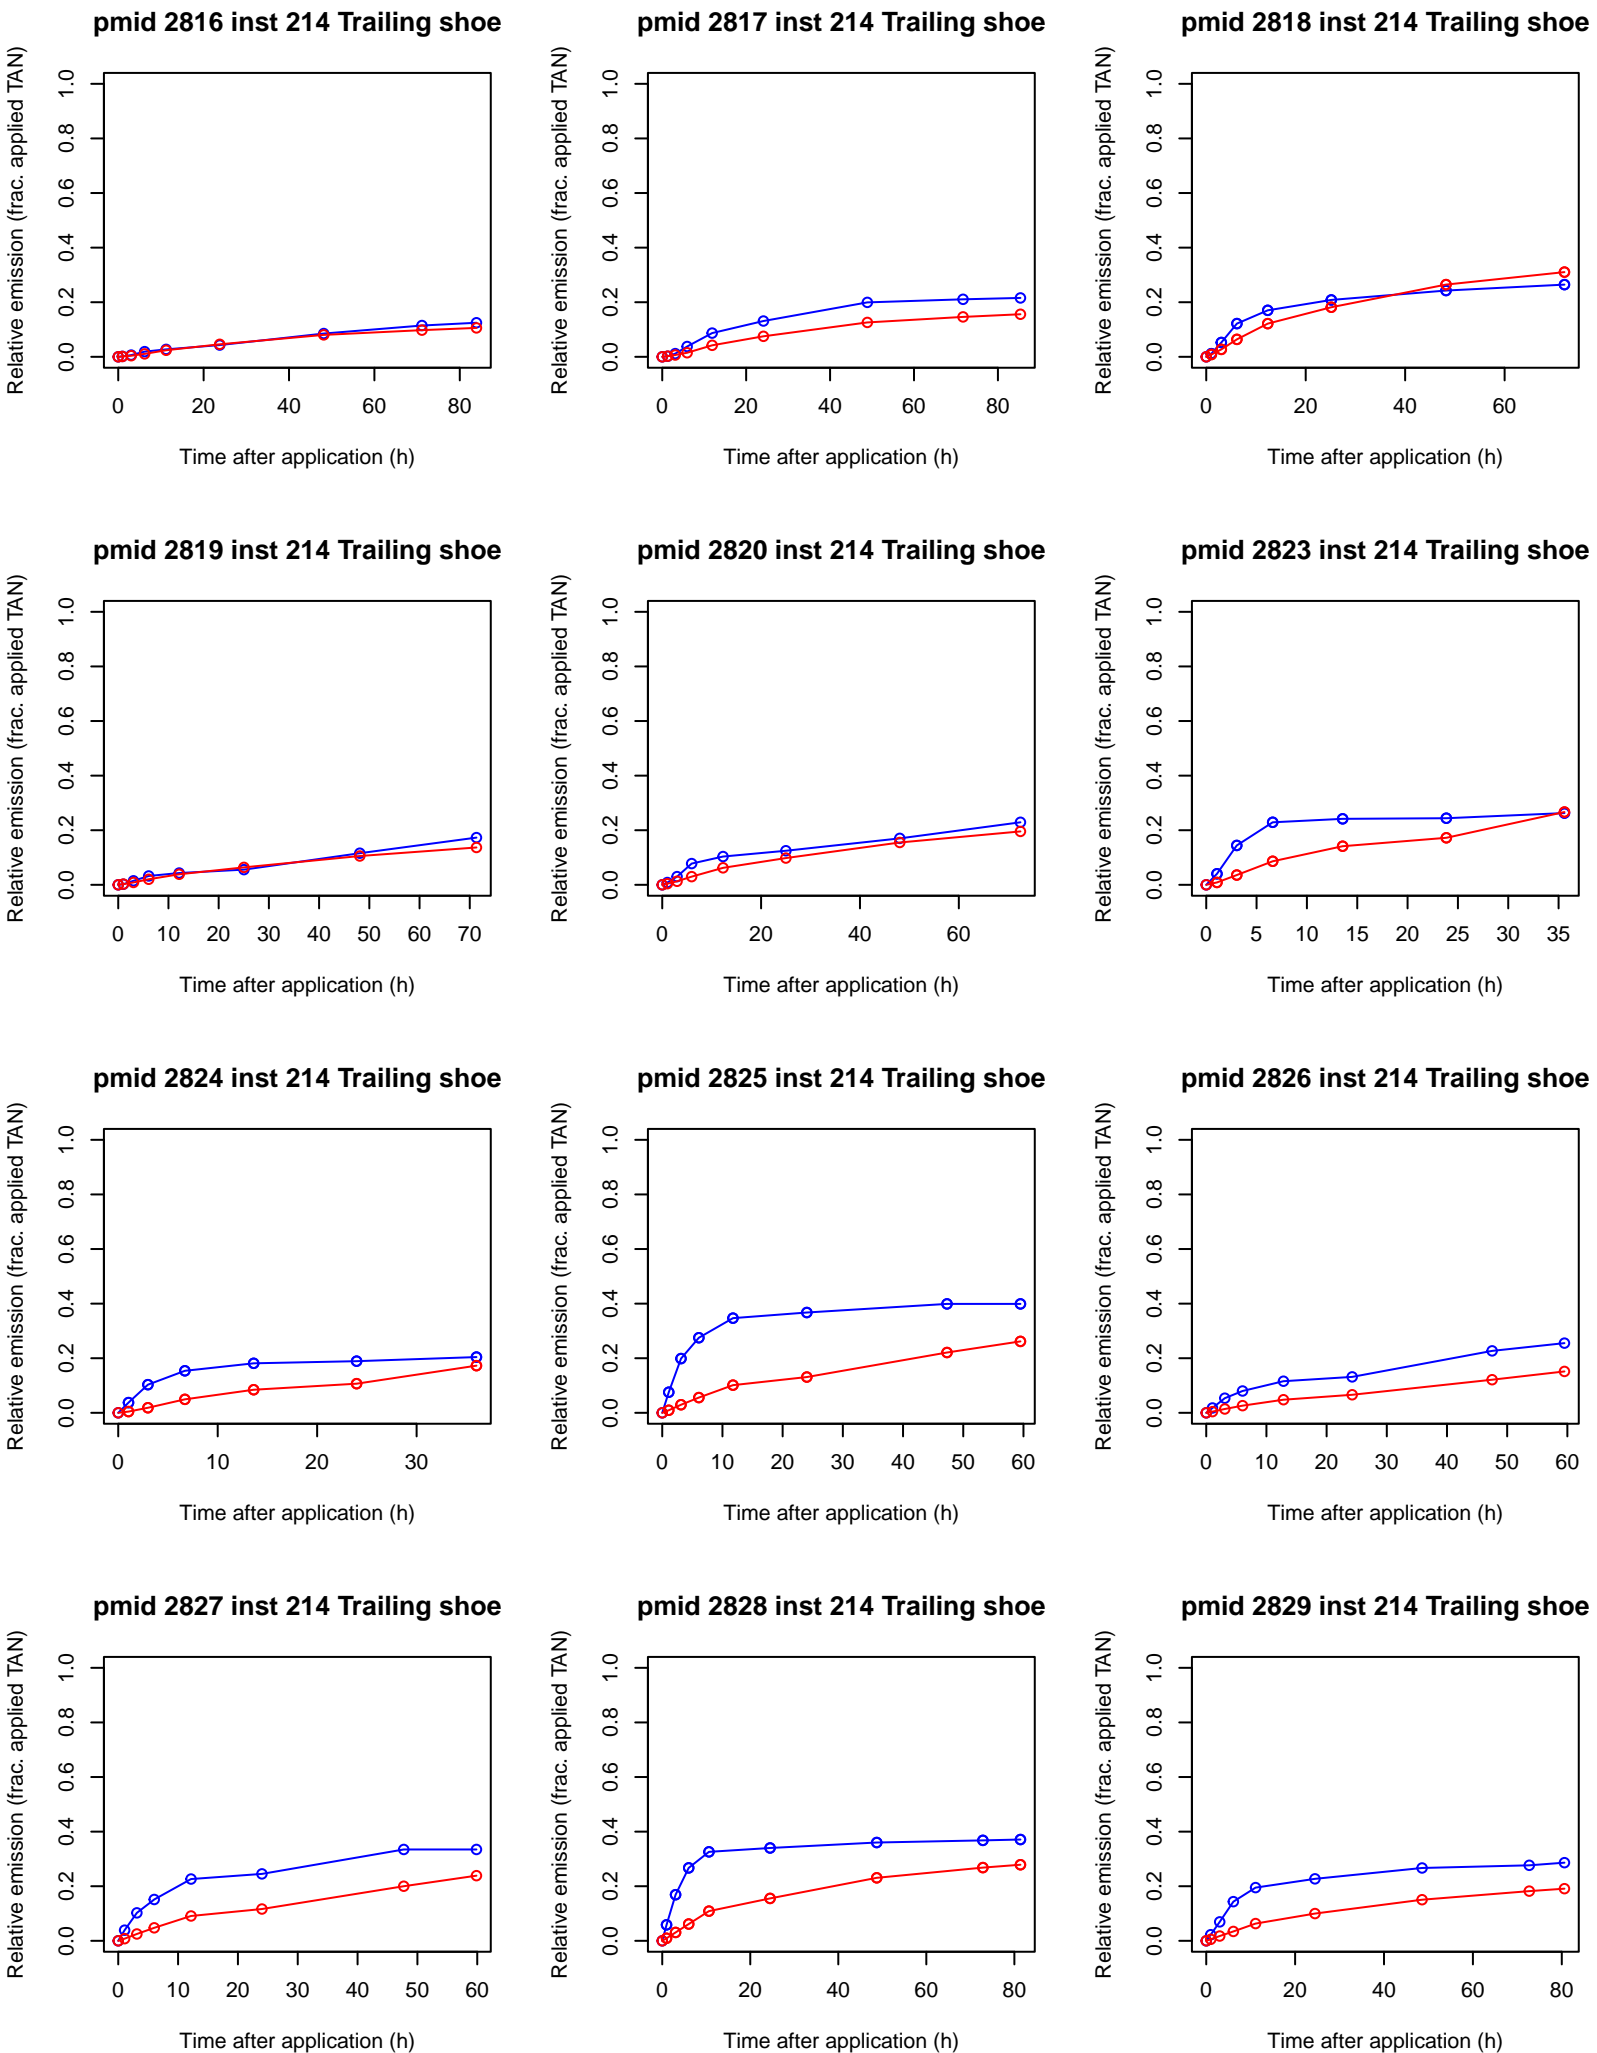 pmid 2816 inst 214 Trailing shoe
Relative emission (frac. applied TAN)
1.0
0.8
0.6
0.4
0.2
0.0
0 20 40 60 80
Time after application (h)
pmid 2817 inst 214 Trailing shoe
Relative emission (frac. applied TAN)
1.0
0.8
0.6
0.4
0.2
0.0
0 20 40 60 80
Time after application (h)
pmid 2818 inst 214 Trailing shoe
Relative emission (frac. applied TAN)
1.0
0.8
0.6
0.4
0.2
0.0
0 20 40 60
Time after application (h)
pmid 2819 inst 214 Trailing shoe
Relative emission (frac. applied TAN)
1.0
0.8
0.6
0.4
0.2
0.0
0 10 20 30 40 50 60 70
Time after application (h)
pmid 2820 inst 214 Trailing shoe
Relative emission (frac. applied TAN)
1.0
0.8
0.6
0.4
0.2
0.0
0 20 40 60
Time after application (h)
pmid 2823 inst 214 Trailing shoe
Relative emission (frac. applied TAN)
1.0
0.8
0.6
0.4
0.2
0.0
0 5 10 15 20 25 30 35
Time after application (h)
pmid 2824 inst 214 Trailing shoe
Relative emission (frac. applied TAN)
1.0
0.8
0.6
0.4
0.2
0.0
0 10 20 30
Time after application (h)
pmid 2825 inst 214 Trailing shoe
Relative emission (frac. applied TAN)
1.0
0.8
0.6
0.4
0.2
0.0
0 10 20 30 40 50 60
Time after application (h)
pmid 2826 inst 214 Trailing shoe
Relative emission (frac. applied TAN)
1.0
0.8
0.6
0.4
0.2
0.0
0 10 20 30 40 50 60
Time after application (h)
pmid 2827 inst 214 Trailing shoe
Relative emission (frac. applied TAN)
1.0
0.8
0.6
0.4
0.2
0.0
0 10 20 30 40 50 60
Time after application (h)
pmid 2828 inst 214 Trailing shoe
Relative emission (frac. applied TAN)
1.0
0.8
0.6
0.4
0.2
0.0
0 20 40 60 80
Time after application (h)
pmid 2829 inst 214 Trailing shoe
Relative emission (frac. applied TAN)
1.0
0.8
0.6
0.4
0.2
0.0
0 20 40 60 80
Time after application (h)